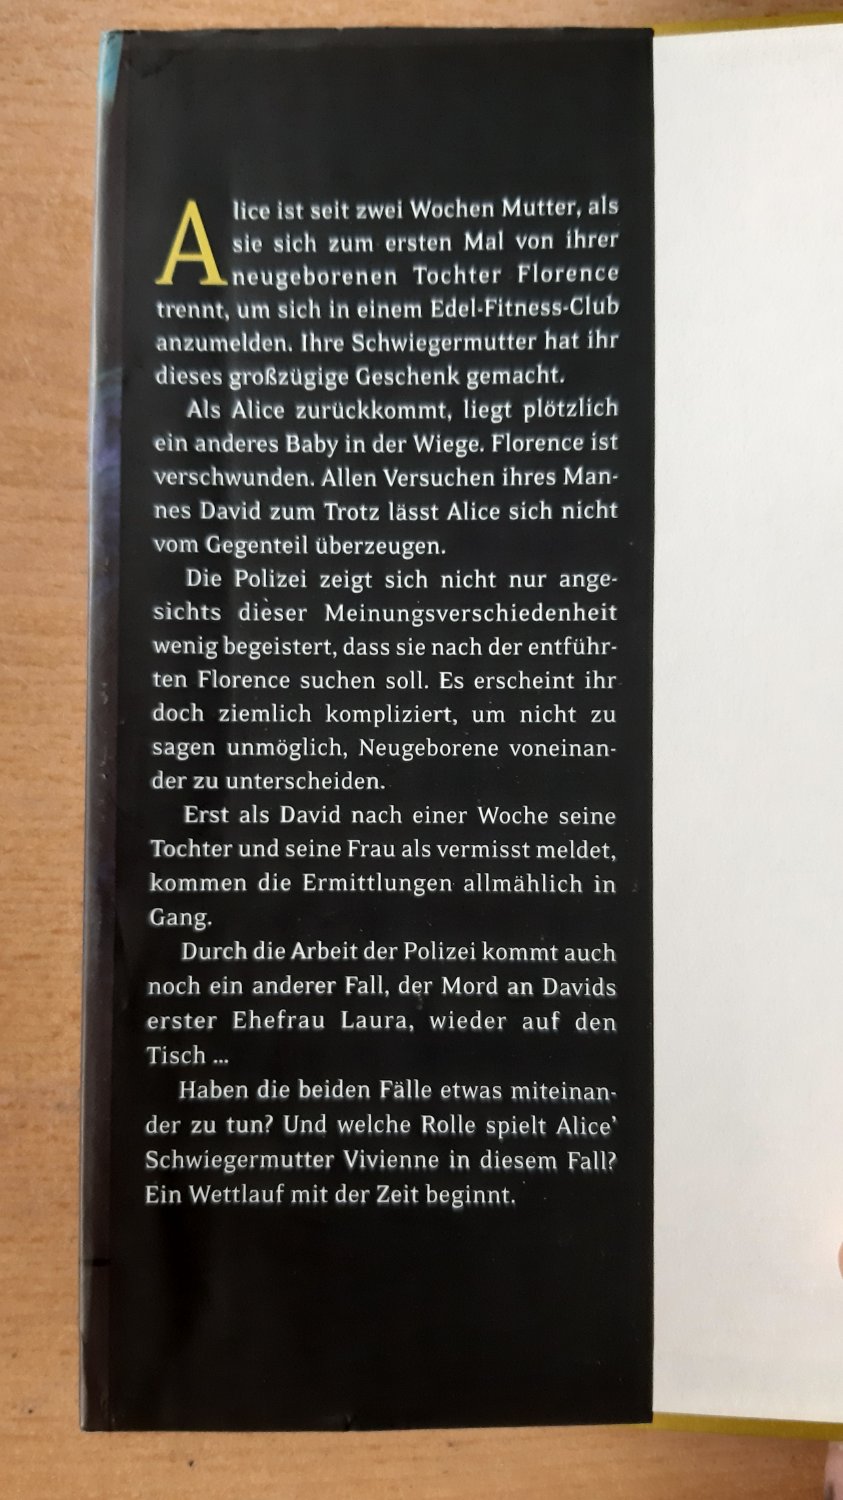 Alice ist seit zwei Wochen Mutter, als
sie sich zum ersten Mal von ihrer
neugeborenen Tochter Florence
trennt, um sich in einem Edel-Fitness-Club
anzumelden. Ihre Schwiegermutter hat ihr
dieses großzügige Geschenk gemacht.
Als Alice zurückkommt, liegt plötzlich
ein anderes Baby in der Wiege. Florence ist
verschwunden. Allen Versuchen ihres Man-
nes David zum Trotz lässt Alice sich nicht
vom Gegenteil überzeugen.
Die Polizei zeigt sich nicht nur ange-
sichts dieser Meinungsverschiedenheit
wenig begeistert, dass sie nach der entführ-
ten Florence suchen soll. Es erscheint ihr
doch ziemlich kompliziert, um nicht zu
sagen unmöglich, Neugeborene voneinan-
der zu unterscheiden.
Erst als David nach einer Woche seine
Tochter und seine Frau als vermisst meldet,
kommen die Ermittlungen allmählich in
Gang.
Durch die Arbeit der Polizei kommt auch
noch ein anderer Fall, der Mord an Davids
erster Ehefrau Laura, wieder auf den
Tisch ...
Haben die beiden Fälle etwas miteinan-
der zu tun? Und welche Rolle spielt Alice’
Schwiegermutter Vivienne in diesem Fall?
Ein Wettlauf mit der Zeit beginnt.